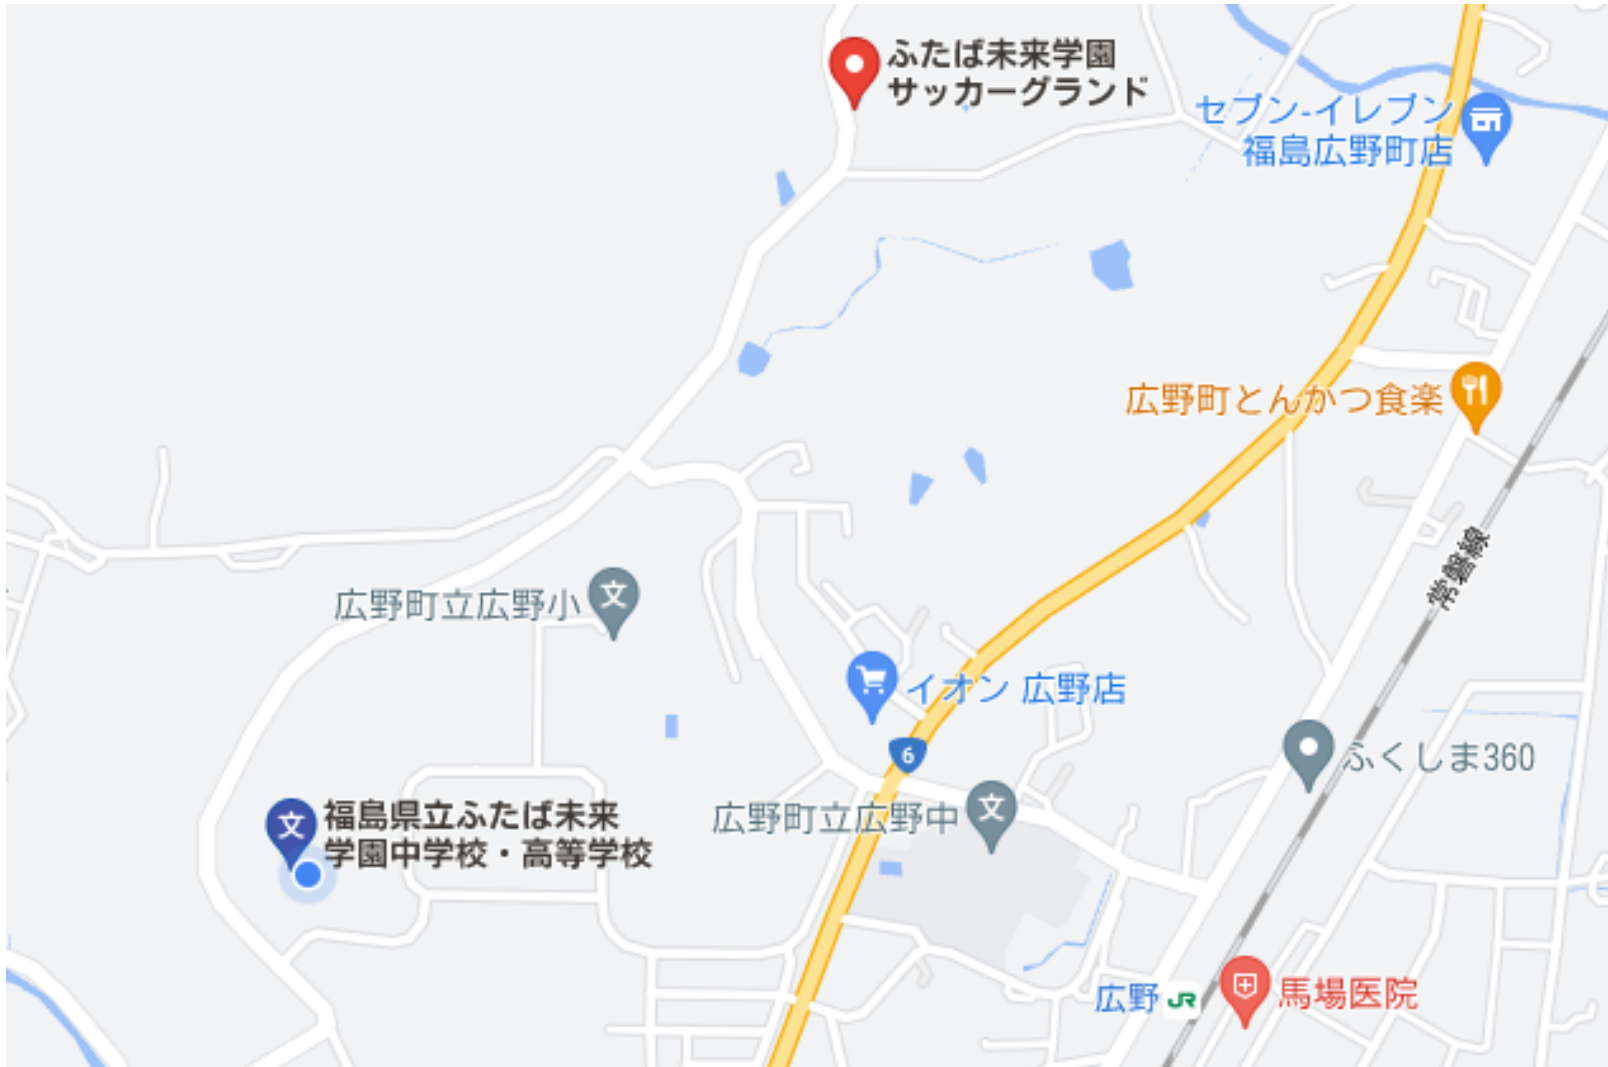 ふたば未来学園
サッカーグランド
セブン-イレブン
福島広野町店
広野町とんかつ食楽
常磐線
広野町立広野小
イオン 広野店
6
ふくしま360
福島県立ふたば未来
学園中学校・高等学校
文
広野町立広野中
文
文
広野
JR
馬場医院